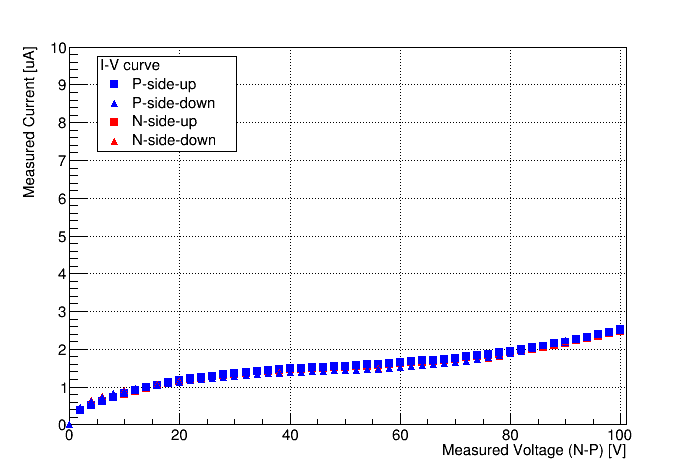 Measured Current [uA]
10
9
8
7
6
5
4
3
2
1
0
I-V curve
P-side-up
P-side-down
N-side-up
N-side-down
0 20 40 60 80 100
Measured Voltage (N-P) [V]